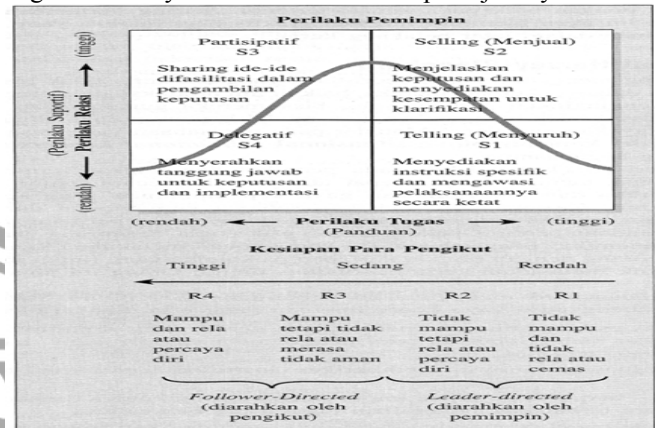 Perilaku Pemimpin
Partisipatif
S3
Sharing ide-ide
difasilitasi dalam
pengambilan
keputusan
Selling (Menjual)
S2
Menjelaskan
keputusan dan
menyediakan
kesempatan untuk
klarifikasi
Delegatif
S4
Menyerahkan
tanggung jawab
untuk keputusan
dan implementasi
Telling (Menyuruh)
S1
Menyediakan
instruksi spesifik
dan mengawasi
pelaksanaannya
secara ketat
(Perilaku Suportif)
(rendah) Perilaku Relasi (tinggi)
(rendah) Perilaku Tugas (tinggi)
(Panduan)
Kesiapan Para Pengikut
Tinggi Sedang Rendah
R4 R3 R2 R1
Mampu
dan rela
atau
percaya
diri
Mampu
tetapi tidak
rela atau
merasa
tidak aman
Tidak
mampu
tetapi
rela atau
percaya
diri
Tidak
mampu
dan
tidak
rela atau
cemas
Follower-Directed
(diarahkan oleh
pengikut)
Leader-directed
(diarahkan oleh
pemimpin)